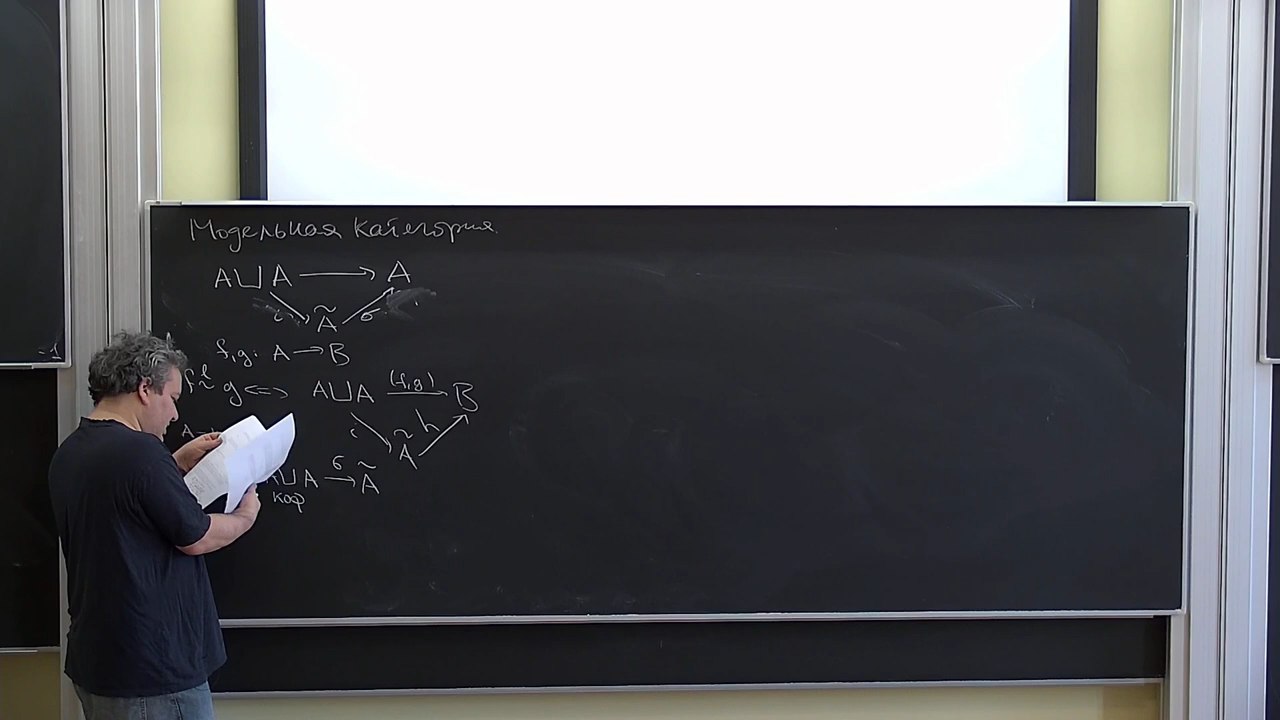 Модельная категория.
A⊔A ⟶ A
i Ã σ
f,g: A → B
f ~ˡ g <=> A⊔A (f,g)⟶ B
i Ã h
A
⊔A σ⟶ Ã
коф